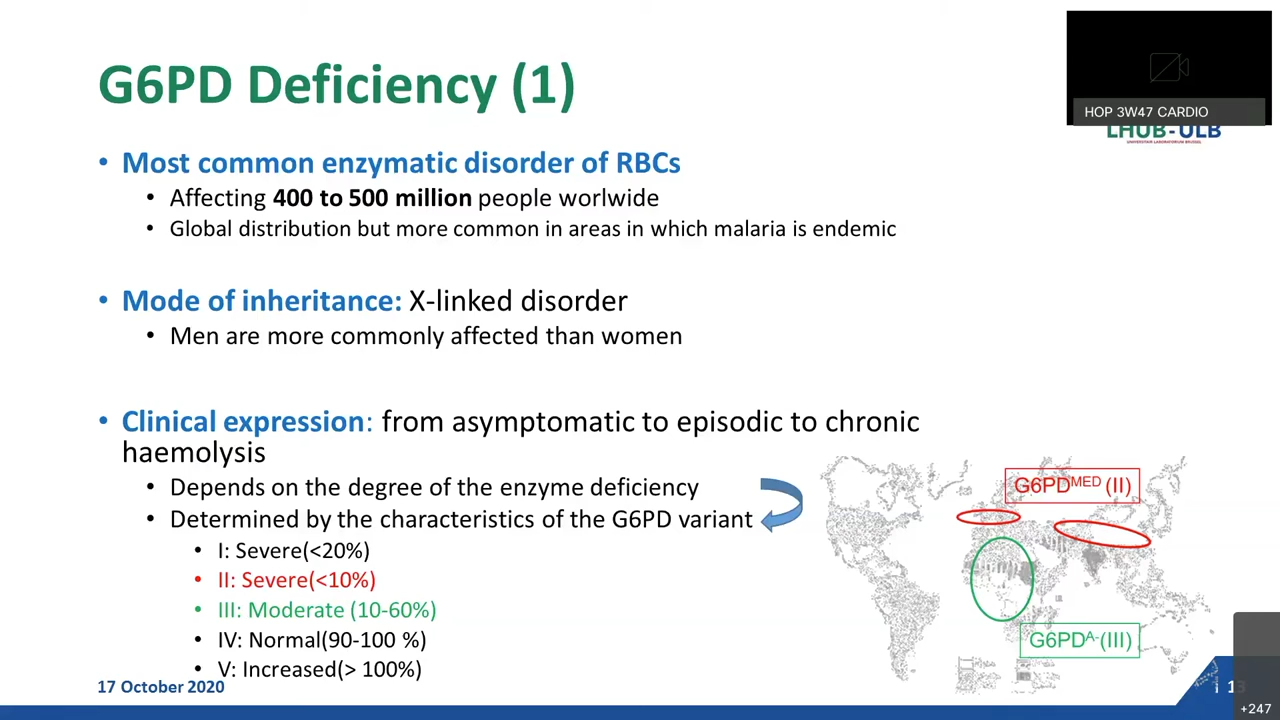 G6PD Deficiency (1)
HOP 3W47 CARDIO
LHUB-ULB
UNIVERSITAIR LABORATORIUM BRUSSEL
• Most common enzymatic disorder of RBCs
• Affecting 400 to 500 million people worlwide
• Global distribution but more common in areas in which malaria is endemic
• Mode of inheritance: X-linked disorder
• Men are more commonly affected than women
• Clinical expression: from asymptomatic to episodic to chronic
haemolysis
• Depends on the degree of the enzyme deficiency
• Determined by the characteristics of the G6PD variant
• I: Severe(<20%)
• II: Severe(<10%)
• III: Moderate (10-60%)
• IV: Normal(90-100 %)
• V: Increased(> 100%)
G6PDMED (II)
G6PDA-(III)
17 October 2020
13
+247